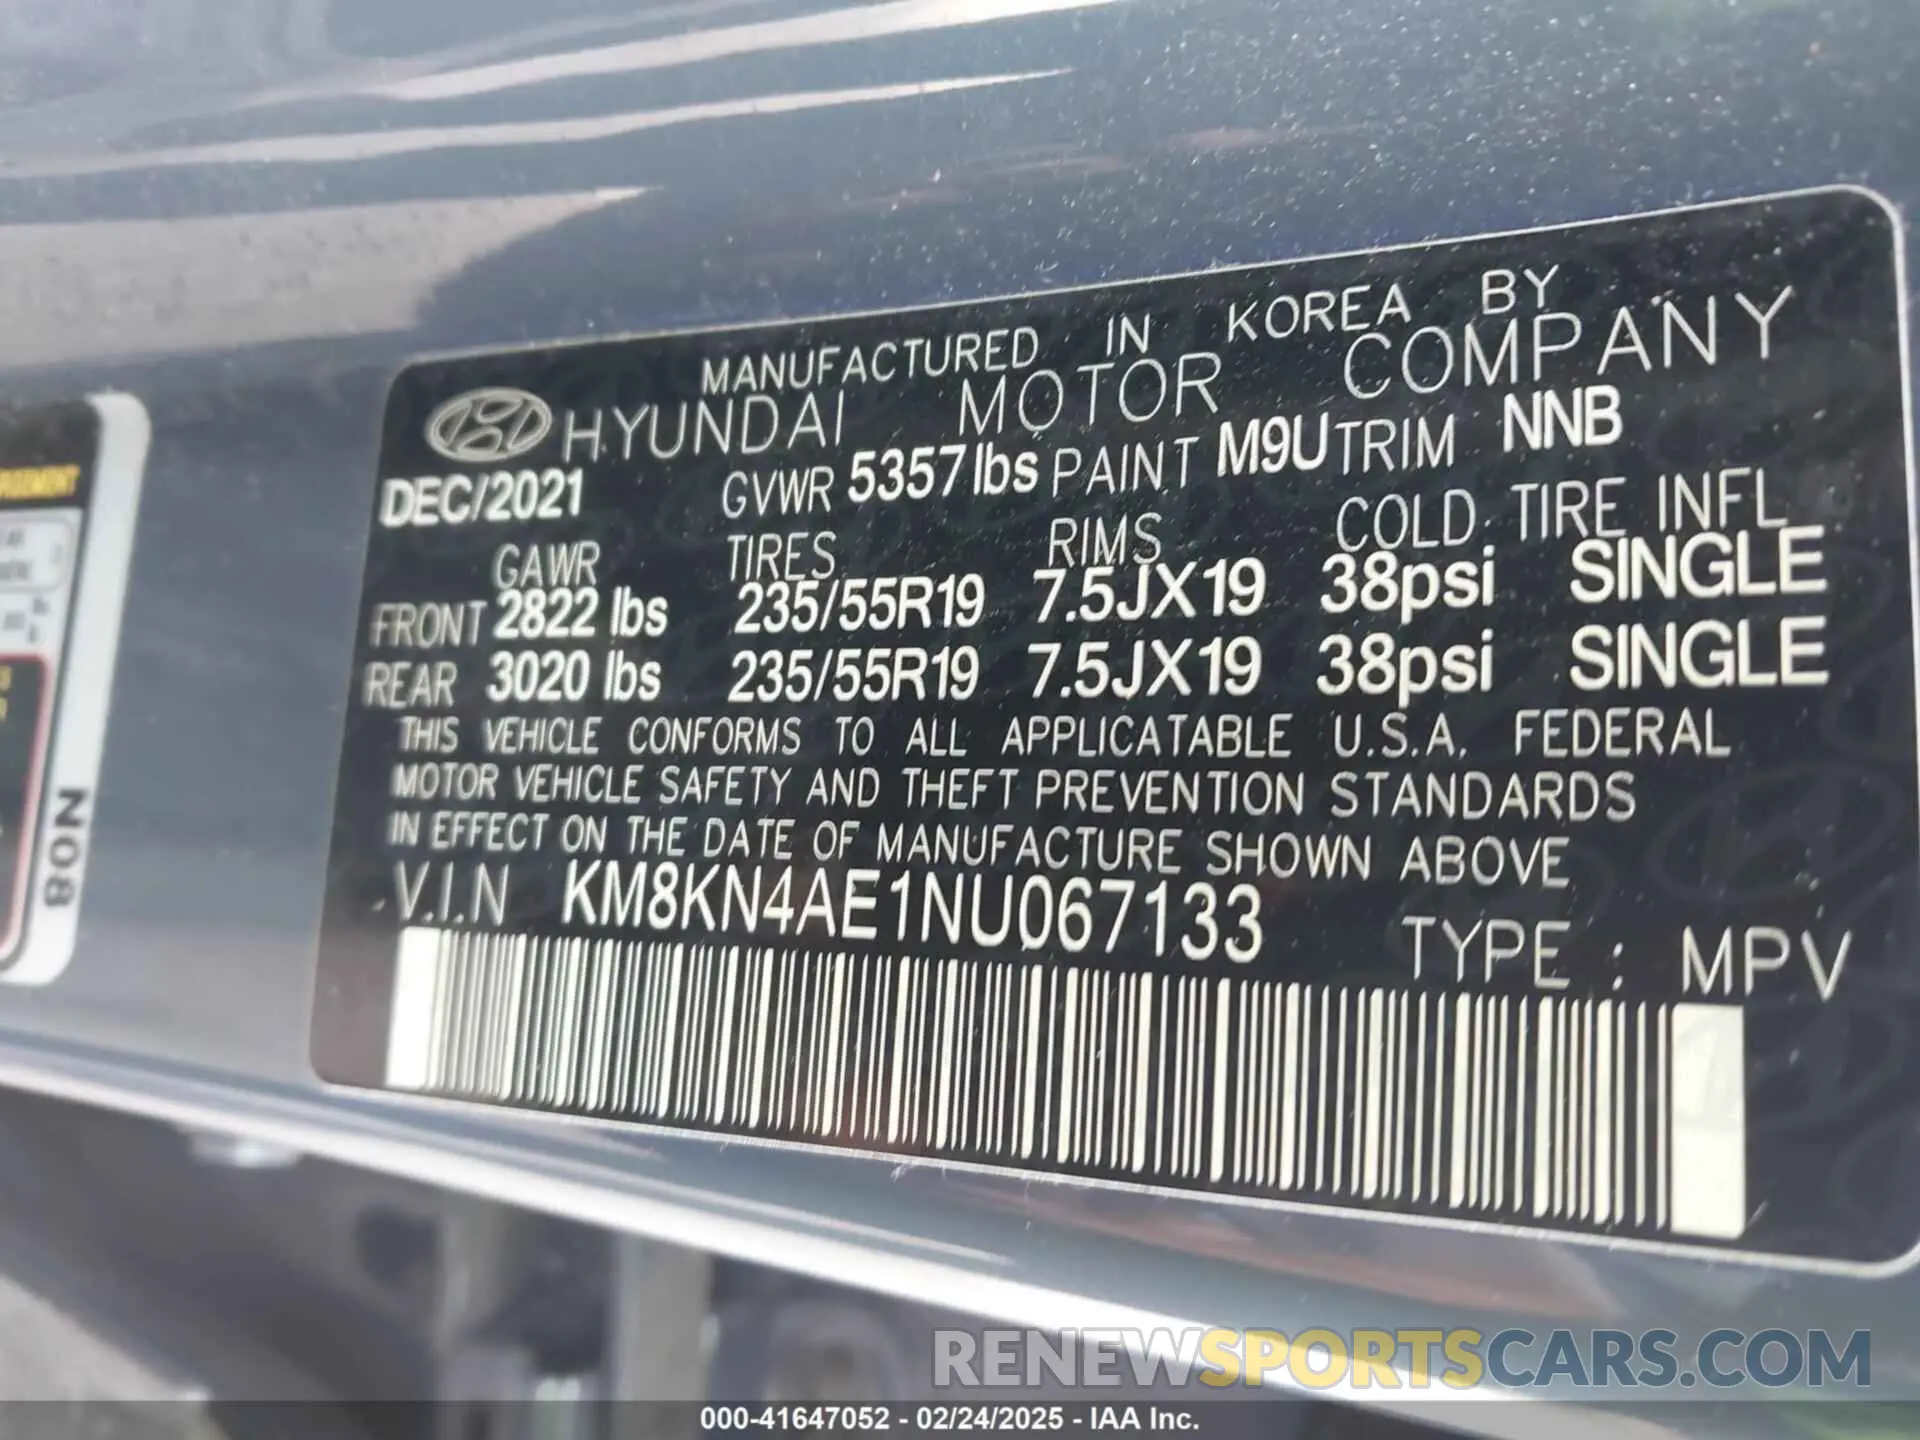 MANUFACTURED IN KOREA BY
HYUNDAI MOTOR COMPANY
DEC/2021 GVWR 5357lbs PAINT M9U TRIM NNB
GAWR TIRES RIMS COLD TIRE INFL
FRONT 2822 lbs 235/55R19 7.5JX19 38psi SINGLE
REAR 3020 lbs 235/55R19 7.5JX19 38psi SINGLE
THIS VEHICLE CONFORMS TO ALL APPLICATABLE U.S.A. FEDERAL
MOTOR VEHICLE SAFETY AND THEFT PREVENTION STANDARDS
IN EFFECT ON THE DATE OF MANUFACTURE SHOWN ABOVE
V.I.N KM8KN4AE1NU067133
TYPE : MPV
N08
RENEWSPORTSCARS.COM
000-41647052 - 02/24/2025 - IAA Inc.